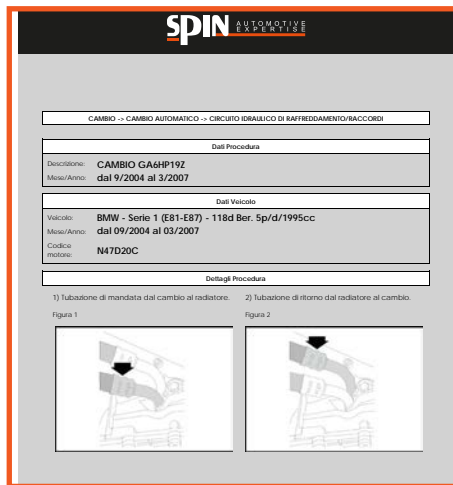 SPIN AUTOMOTIVE
EXPERTISE
CAMBIO -> CAMBIO AUTOMATICO -> CIRCUITO IDRAULICO DI RAFFREDDAMENTO/RACCORDI
Dati Procedura
Descrizione: CAMBIO GA6HP19Z
Mese/Anno: dal 9/2004 al 3/2007
Dati Veicolo
Veicolo: BMW - Serie 1 (E81-E87) - 118d Ber. 5p/d/1995cc
Mese/Anno: dal 09/2004 al 03/2007
Codice
motore: N47D20C
Dettagli Procedura
1) Tubazione di mandata dal cambio al radiatore. 2) Tubazione di ritorno dal radiatore al cambio.
Figura 1 Figura 2